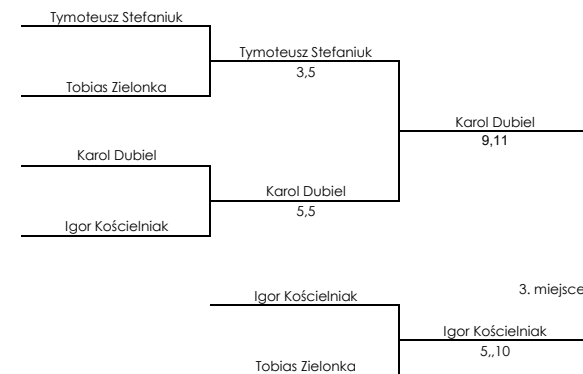 Tymoteusz Stefaniuk
Tymoteusz Stefaniuk
3,5
Tobias Zielonka
Karol Dubiel
9,11
Karol Dubiel
Karol Dubiel
5,5
Igor Kościelniak
3. miejsce
Igor Kościelniak
Igor Kościelniak
5,,10
Tobias Zielonka